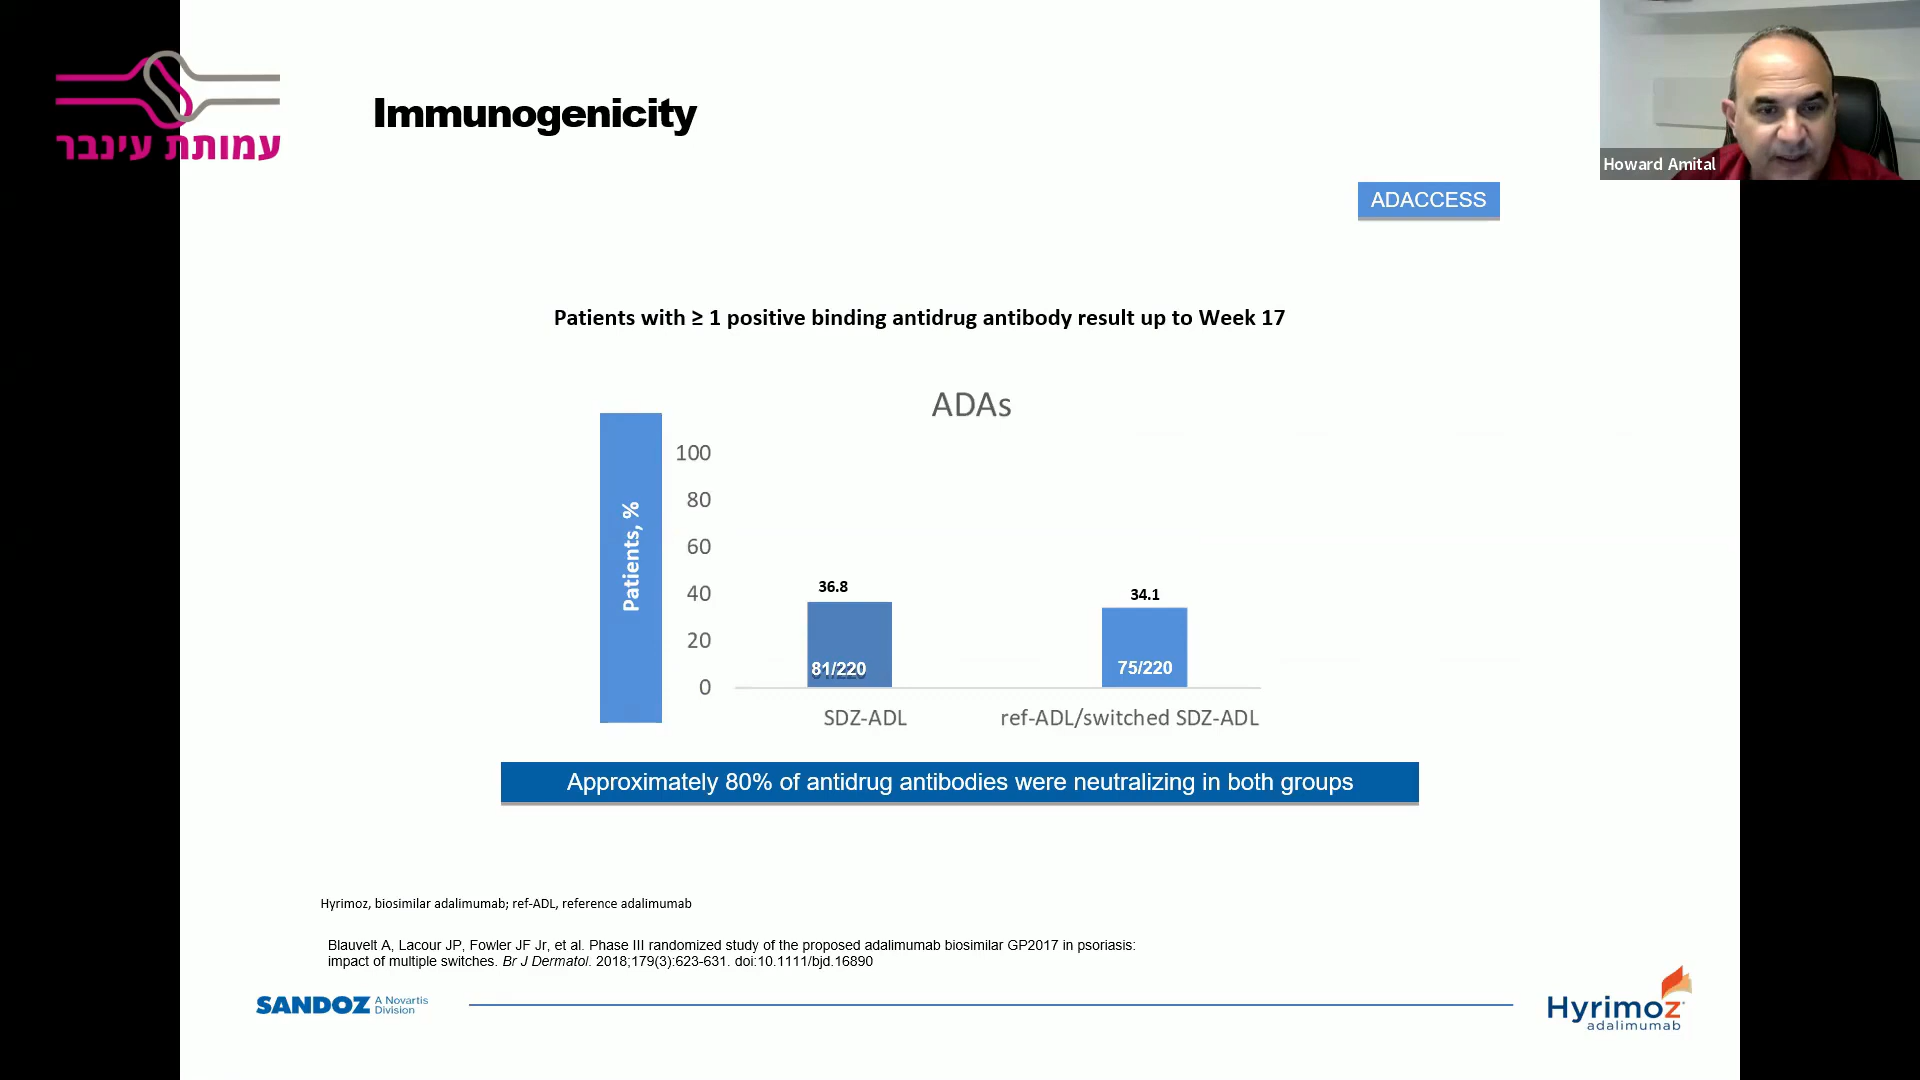 עמותת עינבר
Immunogenicity
Howard Amital
ADACCESS
Patients with ≥ 1 positive binding antidrug antibody result up to Week 17
ADAs
Patients, %
100
80
60
40
20
0
36.8
34.1
81/220
75/220
SDZ-ADL
ref-ADL/switched SDZ-ADL
Approximately 80% of antidrug antibodies were neutralizing in both groups
Hyrimoz, biosimilar adalimumab; ref-ADL, reference adalimumab
Blauvelt A, Lacour JP, Fowler JF Jr, et al. Phase III randomized study of the proposed adalimumab biosimilar GP2017 in psoriasis:
impact of multiple switches. Br J Dermatol. 2018;179(3):623-631. doi:10.1111/bjd.16890
SANDOZ A Novartis
Division
Hyrimoz
adalimumab